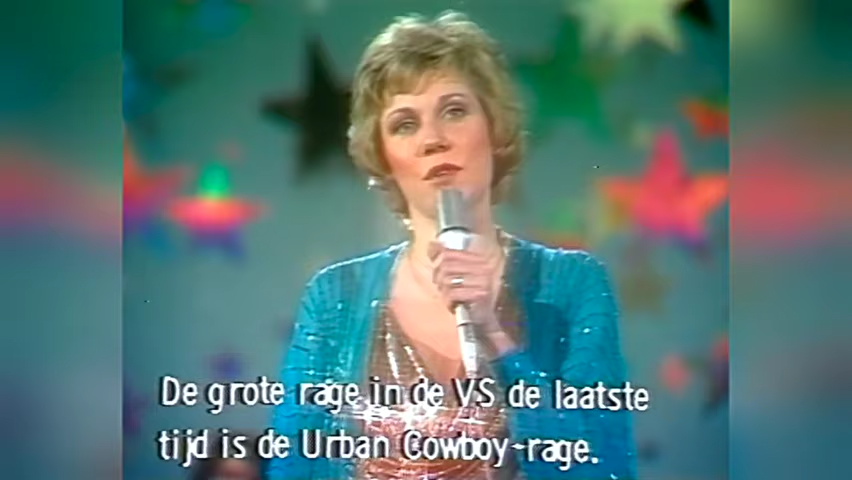 De grote rage in de VS de laatste
tijd is de Urban Cowboy-rage.